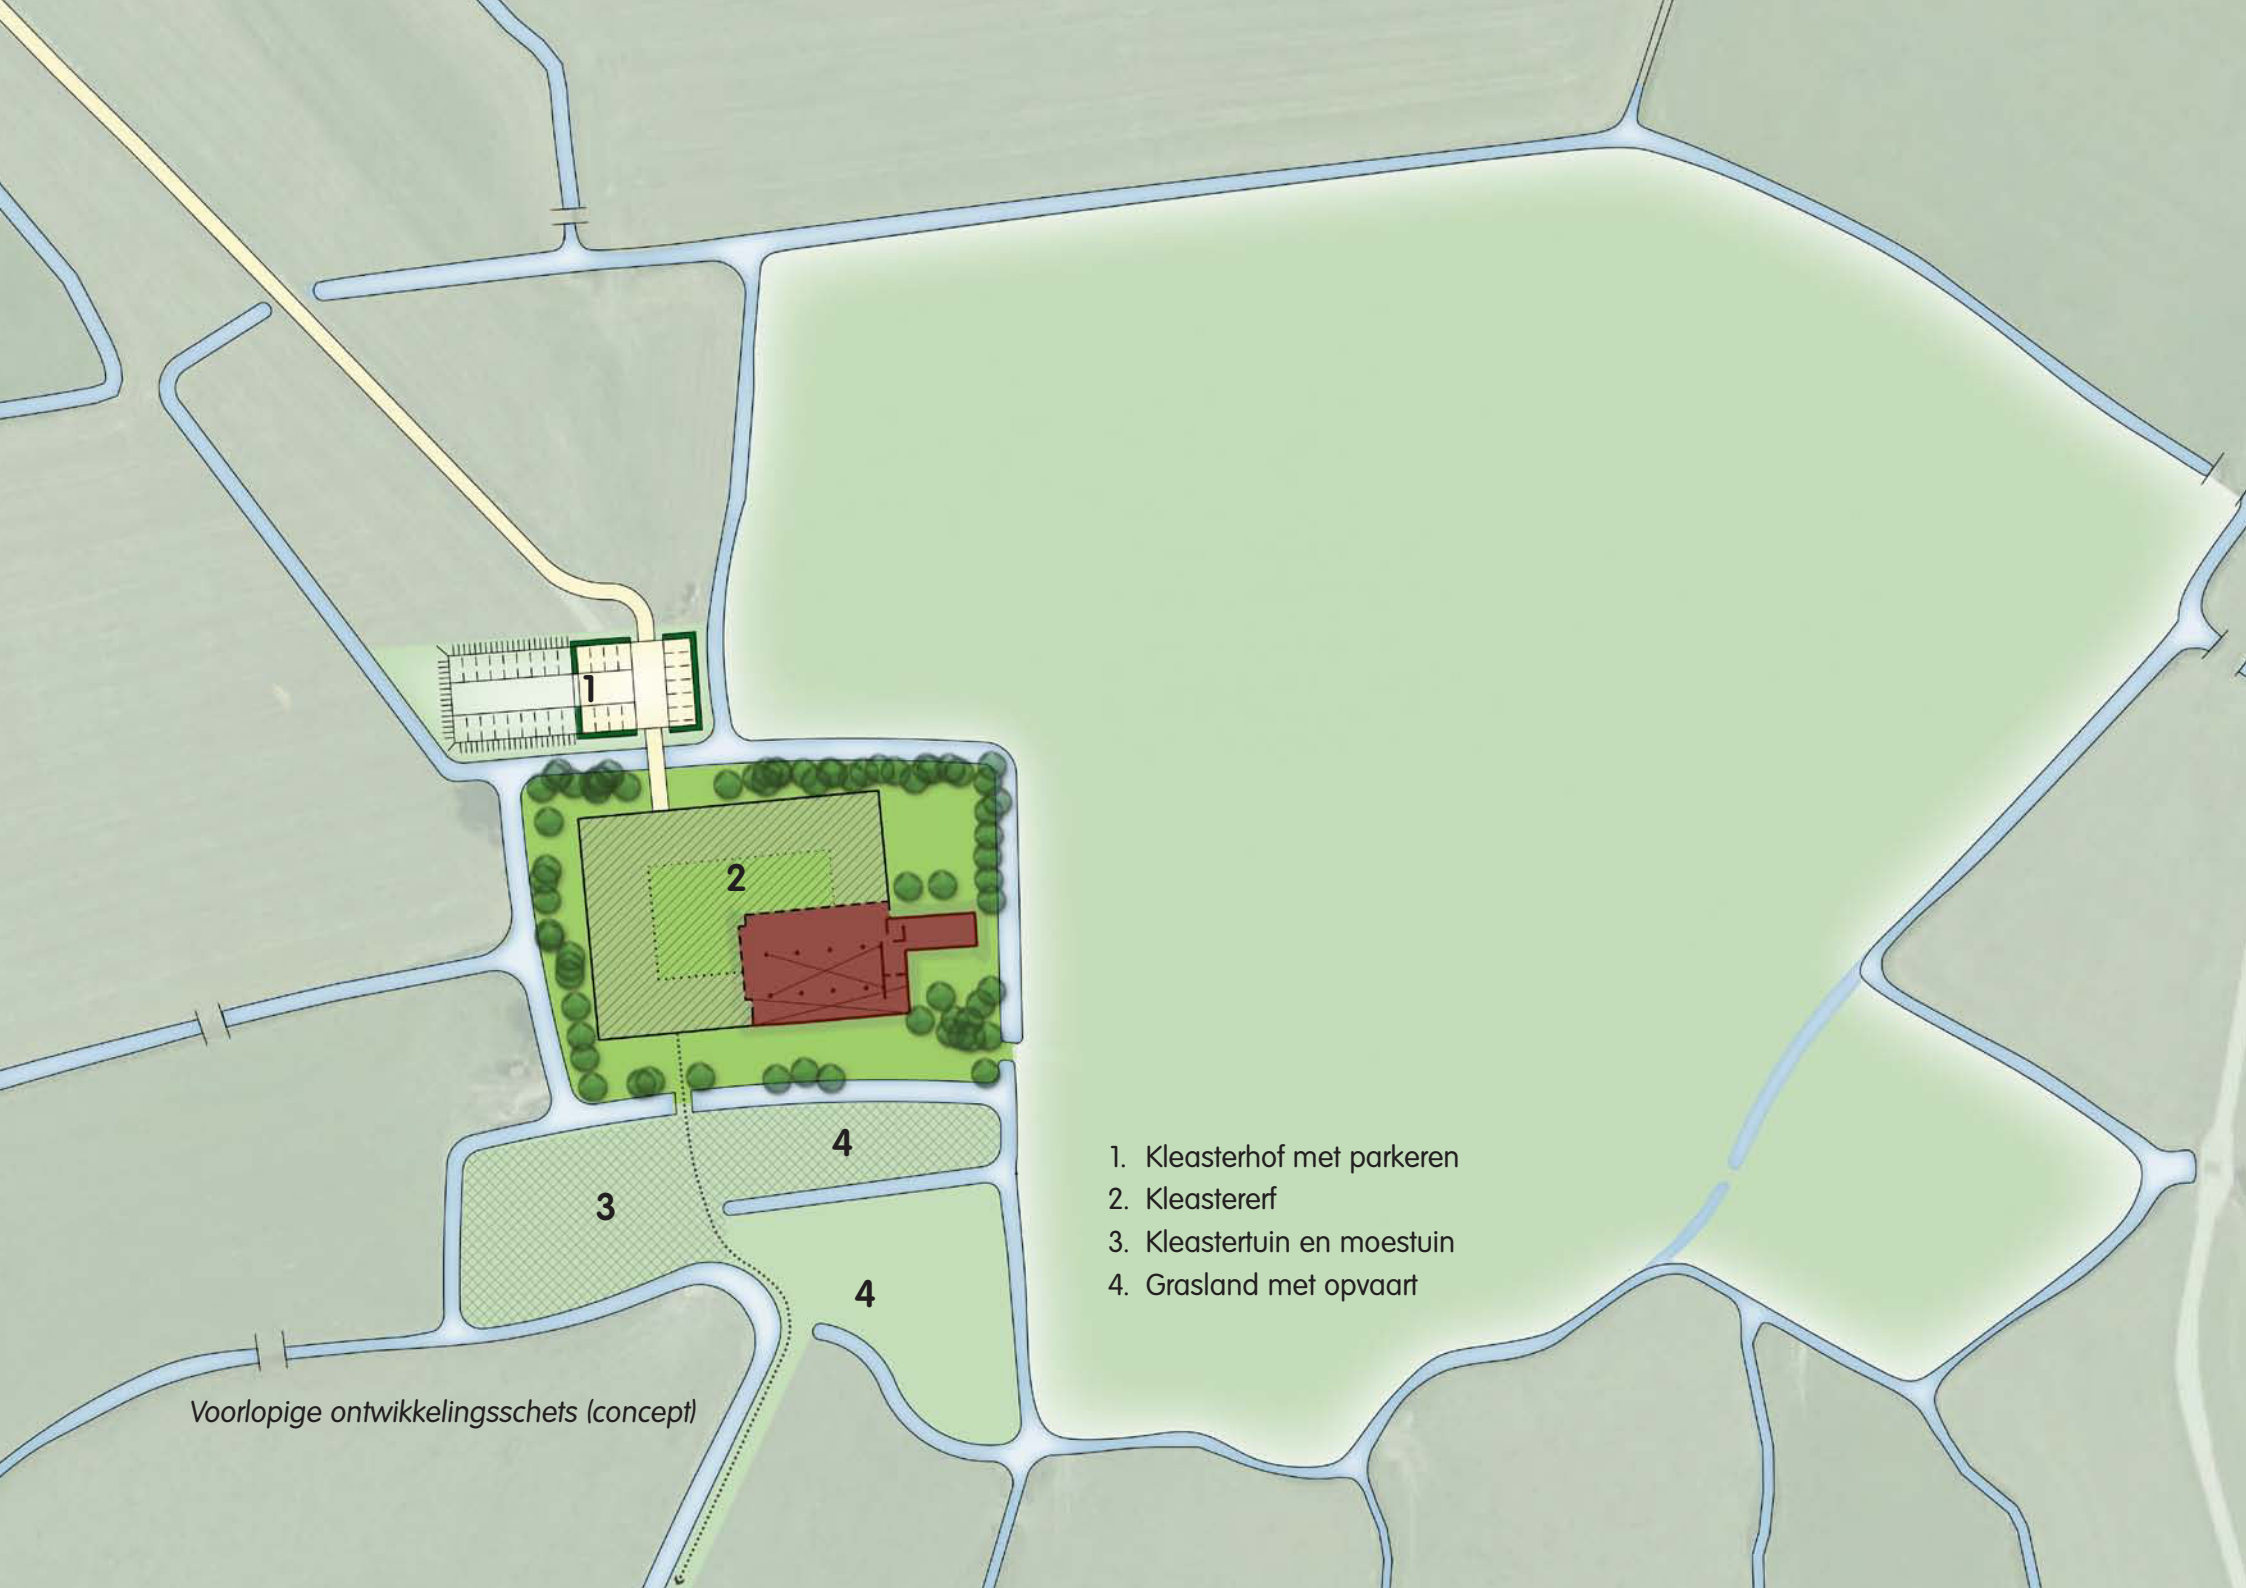 1
2
4
3
4
1. Kleasterhof met parkeren
2. Kleastererf
3. Kleastertuin en moestuin
4. Grasland met opvaart
Voorlopige ontwikkelingsschets (concept)